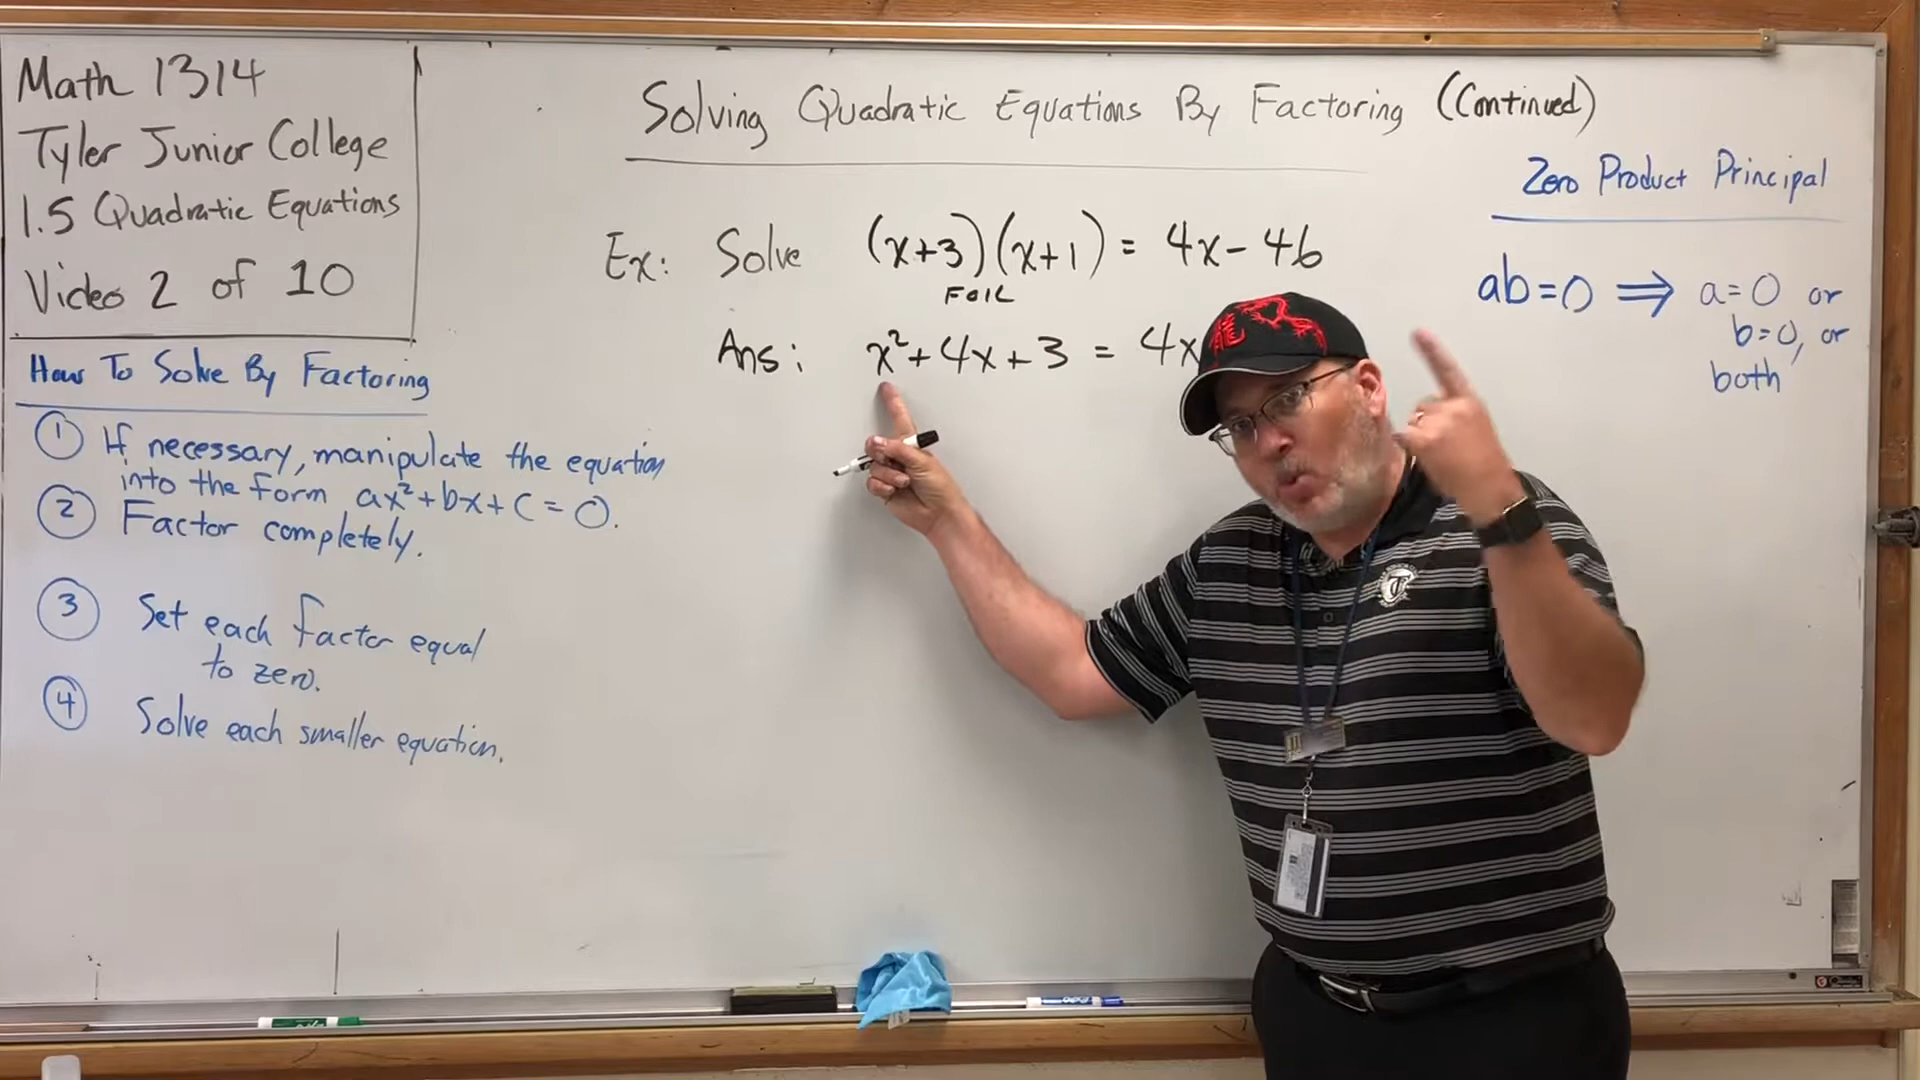 Math 1314
Tyler Junior College
1.5 Quadratic Equations
Video 2 of 10
How To Solve By Factoring
① If necessary, manipulate the equation
into the form ax²+bx+c=0.
② Factor completely.
③ Set each factor equal
to zero.
④ Solve each smaller equation.
Solving Quadratic Equations By Factoring (Continued)
Ex: Solve (x+3)(x+1) = 4x-46
FOIL
Ans: x²+4x+3 = 4x
Zero Product Principal
ab=0 ⟹ a=0 or
b=0, or
both